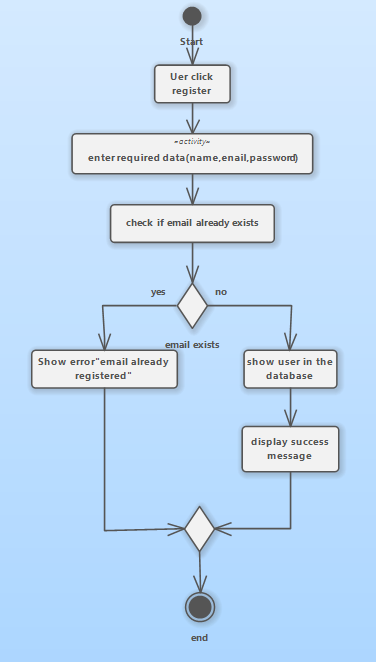 Start
Uer click
register
«activity»
enter required data(name,enail,password)
check if email already exists
yes
no
email exists
Show error"email already
registered"
show user in the
database
display success
message
end